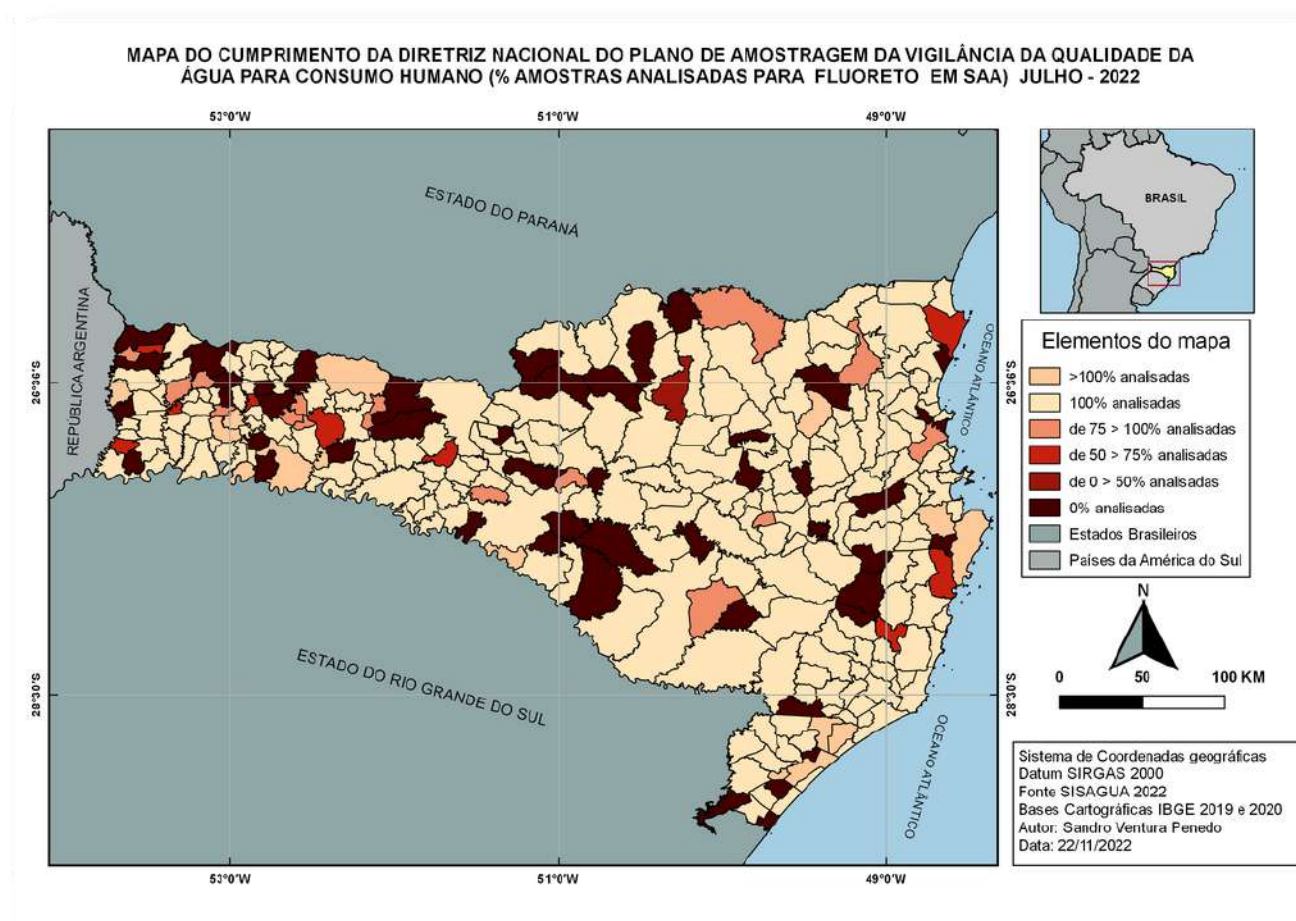 MAPA DO CUMPRIMENTO DA DIRETRIZ NACIONAL DO PLANO DE AMOSTRAGEM DA VIGILÂNCIA DA QUALIDADE DA
ÁGUA PARA CONSUMO HUMANO (% AMOSTRAS ANALISADAS PARA FLUORETO EM SAA) JULHO - 2022
53°0'W
51°0'W
49°0'W
ESTADO DO PARANÁ
REPÚBLICA ARGENTINA
26°36'S
26°36'S
OCEANO ATLÂNTICO
ESTADO DO RIO GRANDE DO SUL
28°30'S
28°30'S
OCEANO ATLÂNTICO
53°0'W
51°0'W
49°0'W
BRASIL
Elementos do mapa
>100% analisadas
100% analisadas
de 75 > 100% analisadas
de 50 > 75% analisadas
de 0 > 50% analisadas
0% analisadas
Estados Brasileiros
Países da América do Sul
N
0 50 100 KM
Sistema de Coordenadas geográficas
Datum SIRGAS 2000
Fonte SISAGUA 2022
Bases Cartográficas IBGE 2019 e 2020
Autor: Sandro Ventura Penedo
Data: 22/11/2022